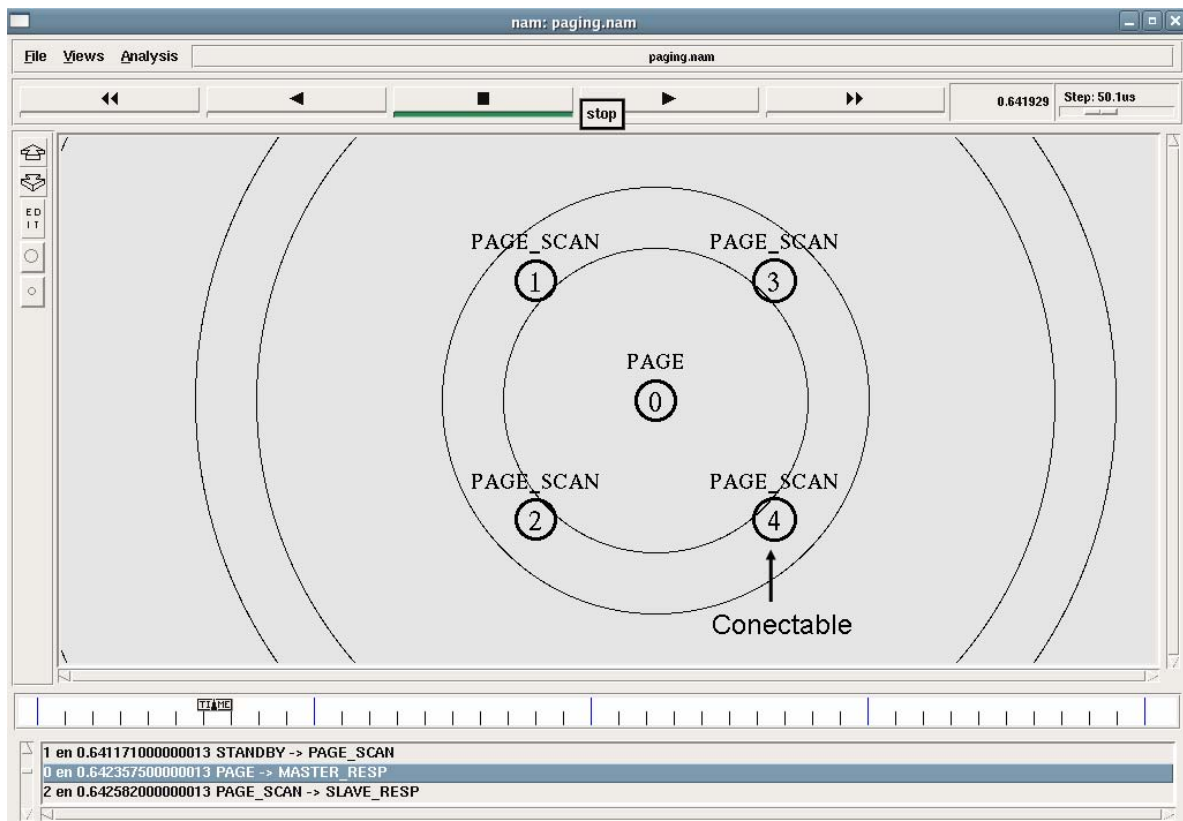 nam: paging.nam
File Views Analysis paging.nam
0.641929 Step: 50.1us
stop
ED
IT
PAGE_SCAN PAGE_SCAN
1 3
PAGE
0
PAGE_SCAN PAGE_SCAN
2 4
Conectable
TIME
1 en 0.641171000000013 STANDBY -> PAGE_SCAN
0 en 0.642357500000013 PAGE -> MASTER_RESP
2 en 0.642582000000013 PAGE_SCAN -> SLAVE_RESP